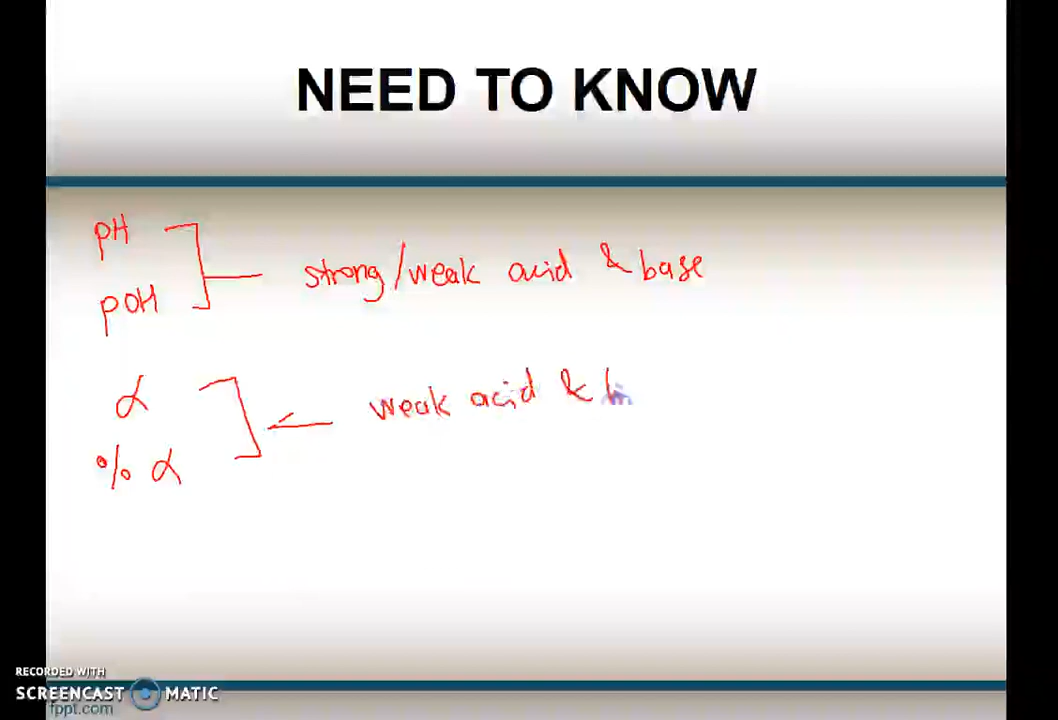 NEED TO KNOW
pH
strong/weak acid & base
pOH
α
weak acid &
% α
RECORDED WITH
SCREENCAST MATIC
fppt.com